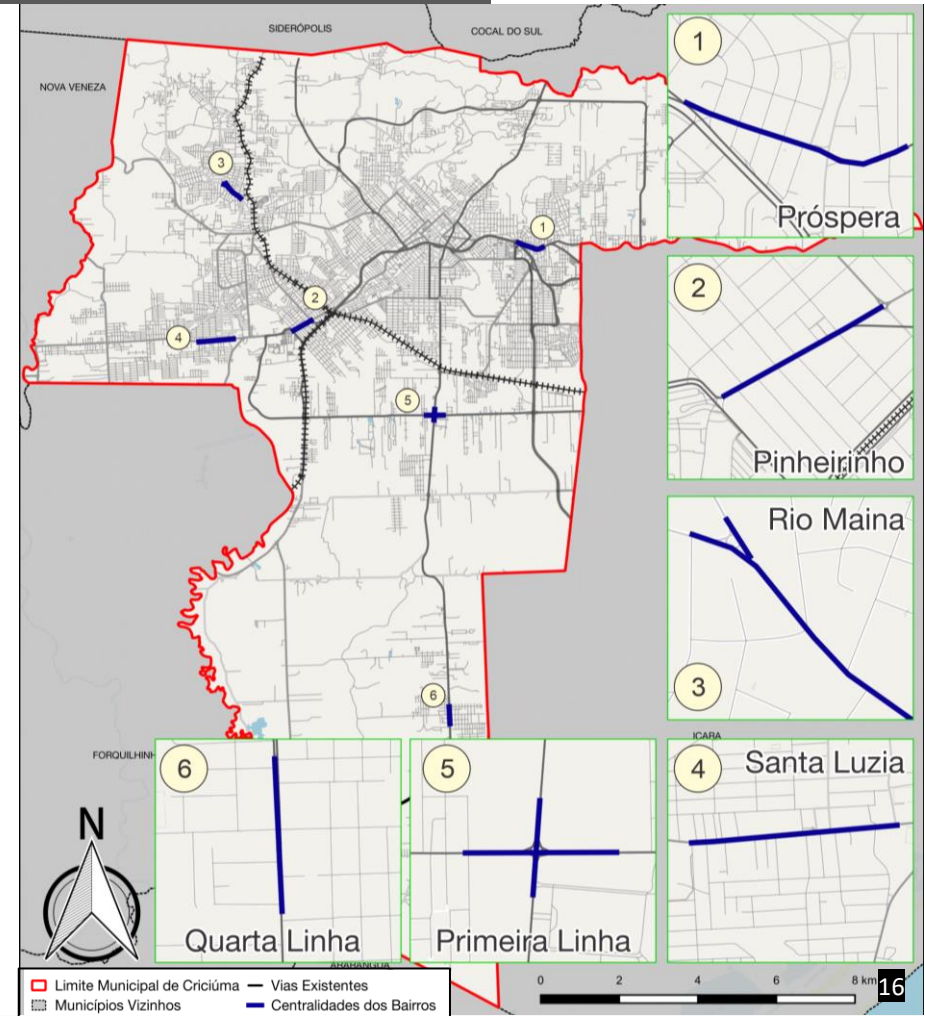 SIDERÓPOLIS
COCAL DO SUL
NOVA VENEZA
1
Próspera
3
1
2
Pinheirinho
2
4
5
Rio Maina
3
6
ICARA
FORQUILHINH
6
Quarta Linha
5
Primeira Linha
4
Santa Luzia
N
ARARANGUA
Limite Municipal de Criciúma
Vias Existentes
Municípios Vizinhos
Centralidades dos Bairros
0 2 4 6 8 km
16